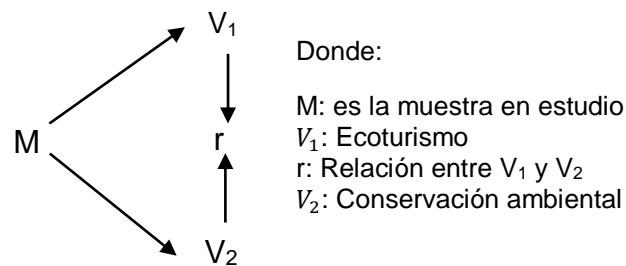 V₁
Donde:
M: es la muestra en estudio
M
r
V₁: Ecoturismo
r: Relación entre V₁ y V₂
V₂: Conservación ambiental
V₂